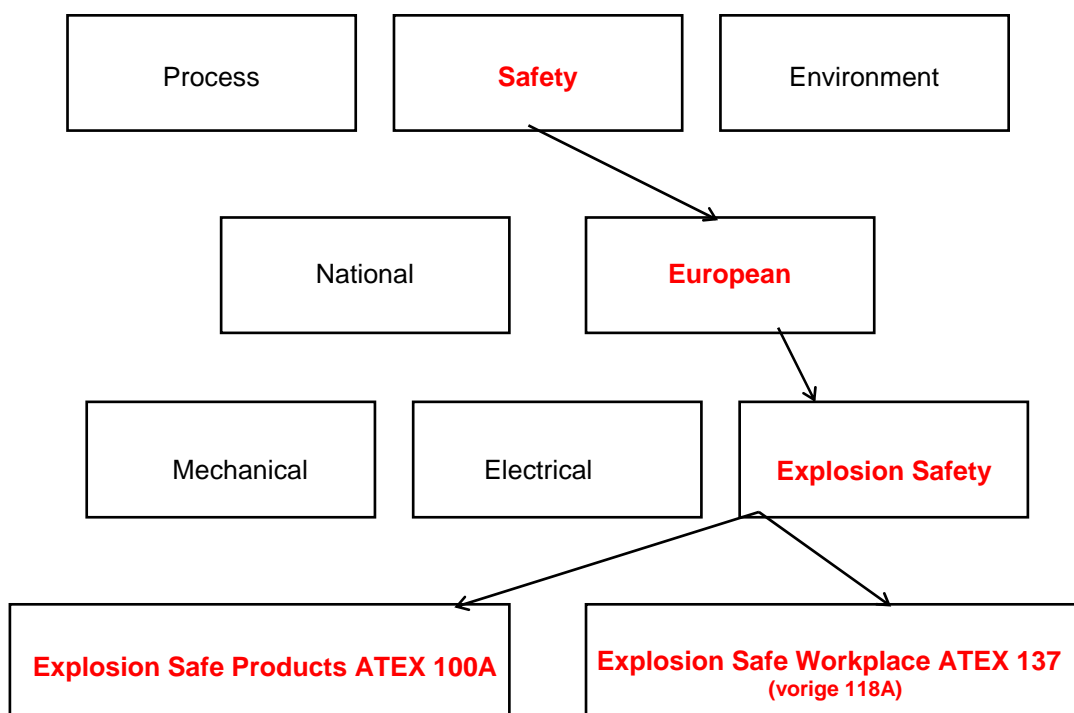 Process
Safety
Environment
National
European
Mechanical
Electrical
Explosion Safety
Explosion Safe Products ATEX 100A
Explosion Safe Workplace ATEX 137
(vorige 118A)